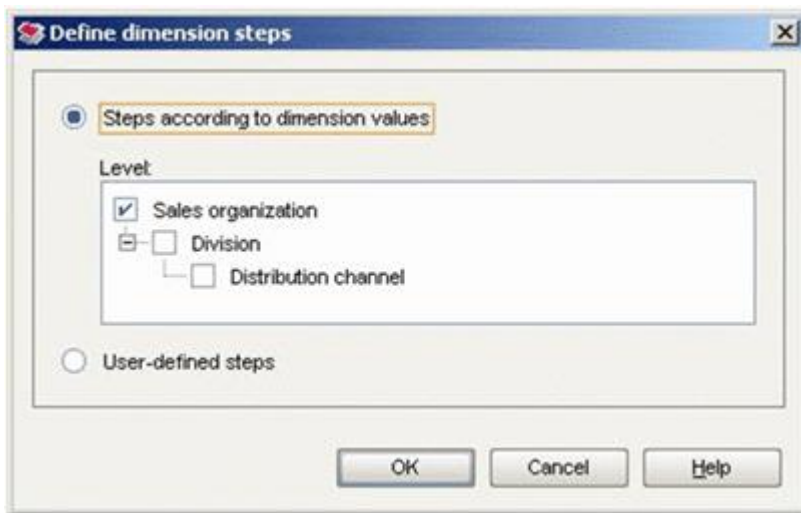 Define dimension steps
Steps according to dimension values
Level:
Sales organization
Division
Distribution channel
User-defined steps
OK Cancel Help